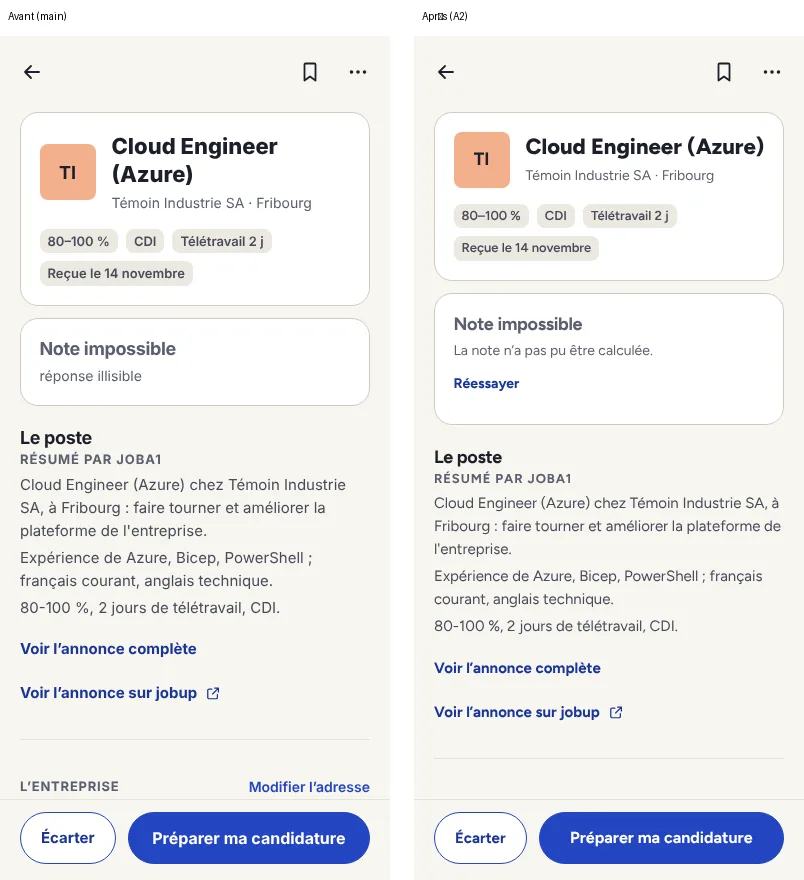 Avant (main)
TI
Cloud Engineer
(Azure)
Témoin Industrie SA · Fribourg
80–100 %
CDI
Télétravail 2 j
Reçue le 14 novembre
Note impossible
réponse illisible
Le poste
RÉSUMÉ PAR JOBA1
Cloud Engineer (Azure) chez Témoin Industrie
SA, à Fribourg : faire tourner et améliorer la
plateforme de l'entreprise.
Expérience de Azure, Bicep, PowerShell ;
français courant, anglais technique.
80-100 %, 2 jours de télétravail, CDI.
Voir l’annonce complète
Voir l’annonce sur jobup
L’ENTREPRISE
Modifier l’adresse
Écarter
Préparer ma candidature
(A2)
TI
Cloud Engineer (Azure)
Témoin Industrie SA · Fribourg
80–100 %
CDI
Télétravail 2 j
Reçue le 14 novembre
Note impossible
La note n’a pas pu être calculée.
Réessayer
Le poste
RÉSUMÉ PAR JOBA1
Cloud Engineer (Azure) chez Témoin Industrie SA, à
Fribourg : faire tourner et améliorer la plateforme de
l'entreprise.
Expérience de Azure, Bicep, PowerShell ; français
courant, anglais technique.
80-100 %, 2 jours de télétravail, CDI.
Voir l’annonce complète
Voir l’annonce sur jobup
Écarter
Préparer ma candidature